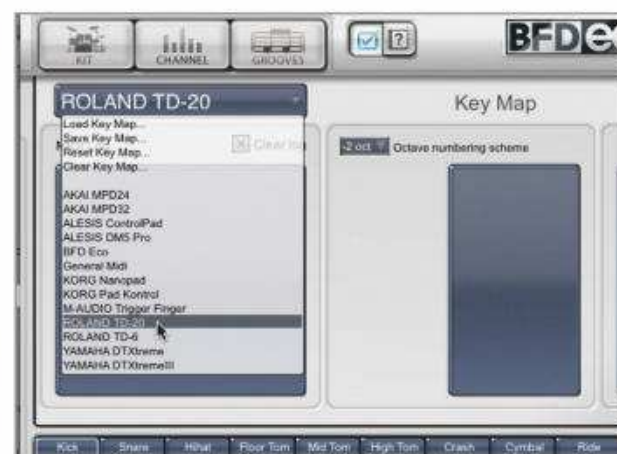 KIT
CHANNEL
GROOVES
BFD
ROLAND TD-20
Key Map
Load Key Map...
Save Key Map...
Reset Key Map...
Clear Key Map...
AKAI MPD24
AKAI MPD32
ALESIS ControlPad
ALESIS DM5 Pro
BFD Eco
General Midi
KORG Nanopad
KORG Pad Kontrol
M-AUDIO Trigger Finger
ROLAND TD-20
ROLAND TD-6
YAMAHA DTXtreme
YAMAHA DTXtremeIII
Clear
-2 oct
Octave numbering scheme
Kick
Snare
Hihat
Floor Tom
Mid Tom
High Tom
Crash
Cymbal
Ride